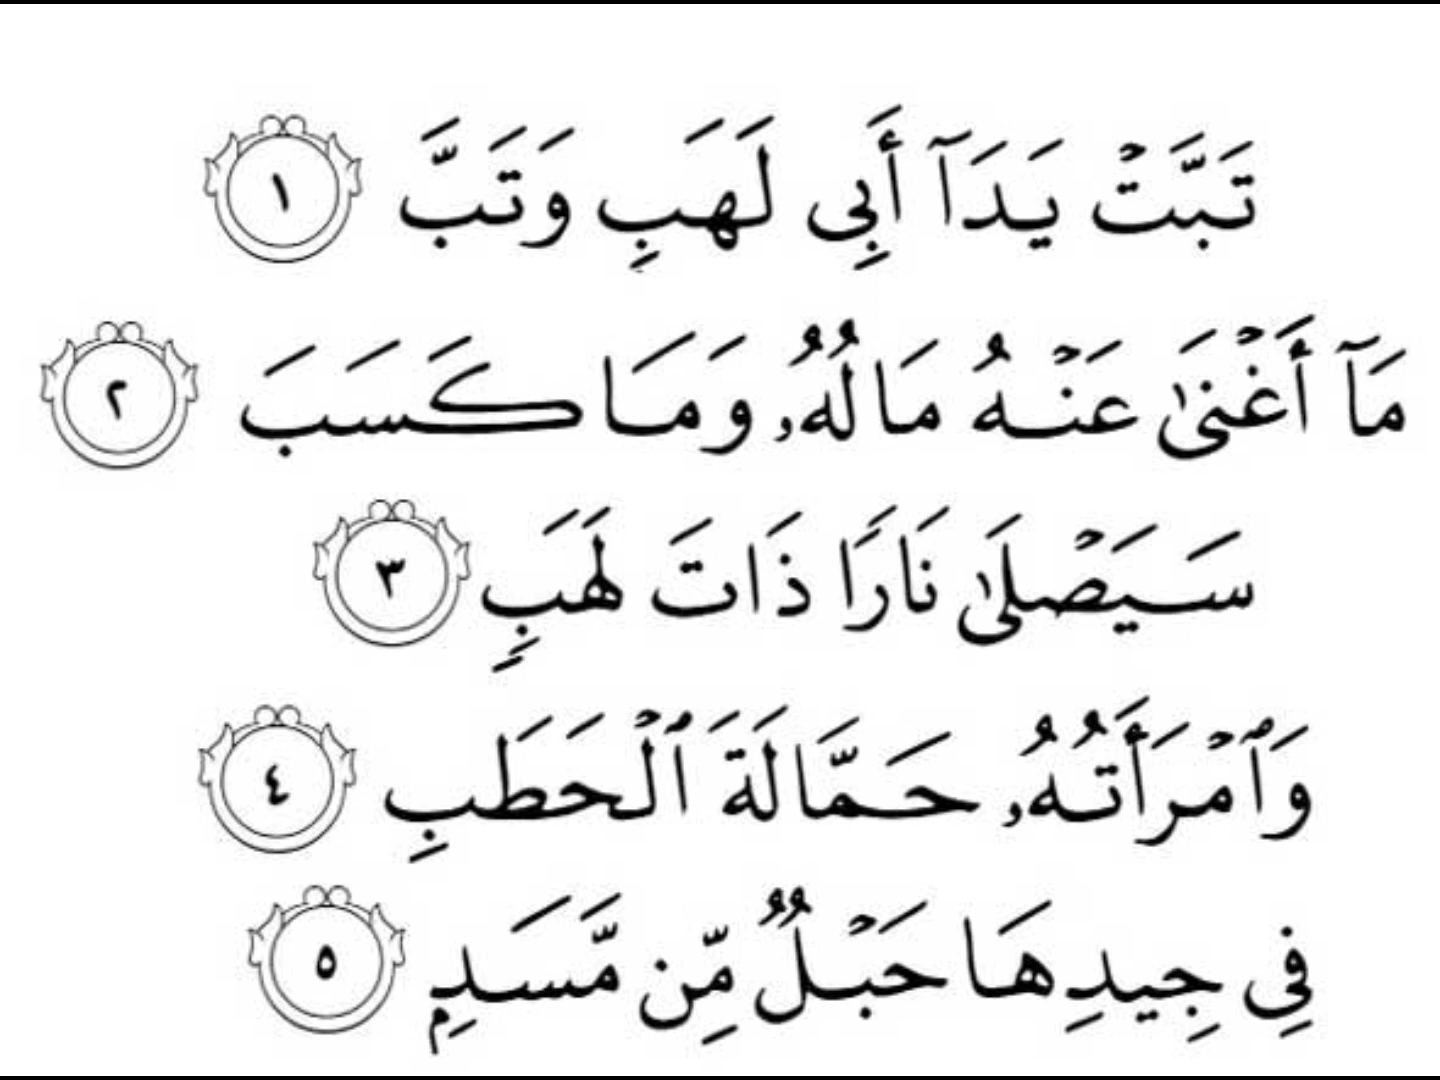 تَبَّتۡ يَدَآ أَبِى لَهَبٍ وَتَبَّ ١
مَآ أَغۡنَىٰ عَنۡهُ مَالُهُۥ وَمَا كَسَبَ ٢
سَيَصۡلَىٰ نَارًا ذَاتَ لَهَبٍ ٣
وَٱمۡرَأَتُهُۥ حَمَّالَةَ ٱلۡحَطَبِ ٤
فِى جِيدِهَا حَبۡلٌ مِّن مَّسَدٍۭ ٥